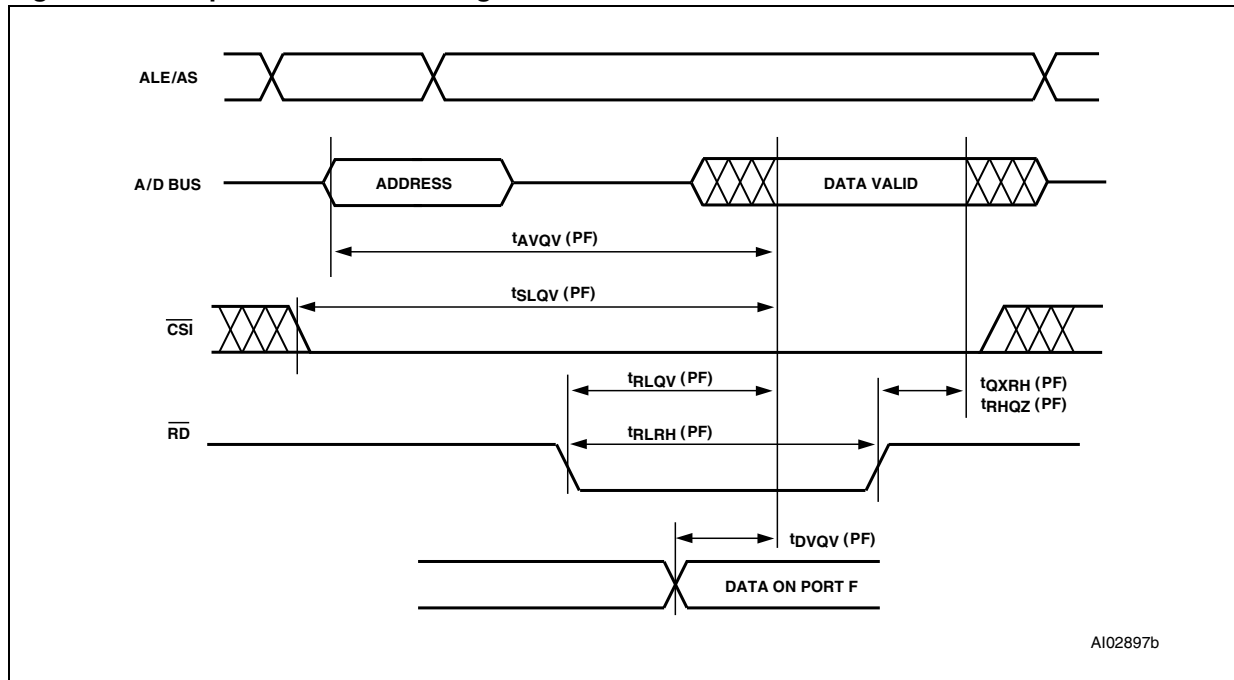 ALE/AS
A/D BUS
ADDRESS
DATA VALID
tAVQV (PF)
tSLQV (PF)
CSI
tRLQV (PF)
tQXRH (PF)
tRHQZ (PF)
RD
tRLRH (PF)
tDVQV (PF)
DATA ON PORT F
AI02897b